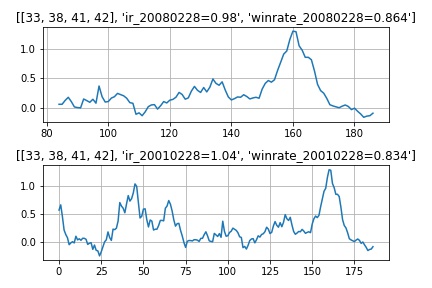 [[33, 38, 41, 42], 'ir_20080228=0.98', 'winrate_20080228=0.864']
1.0
0.5
0.0
80 100 120 140 160 180
[[33, 38, 41, 42], 'ir_20010228=1.04', 'winrate_20010228=0.834']
1.0
0.5
0.0
0 25 50 75 100 125 150 175